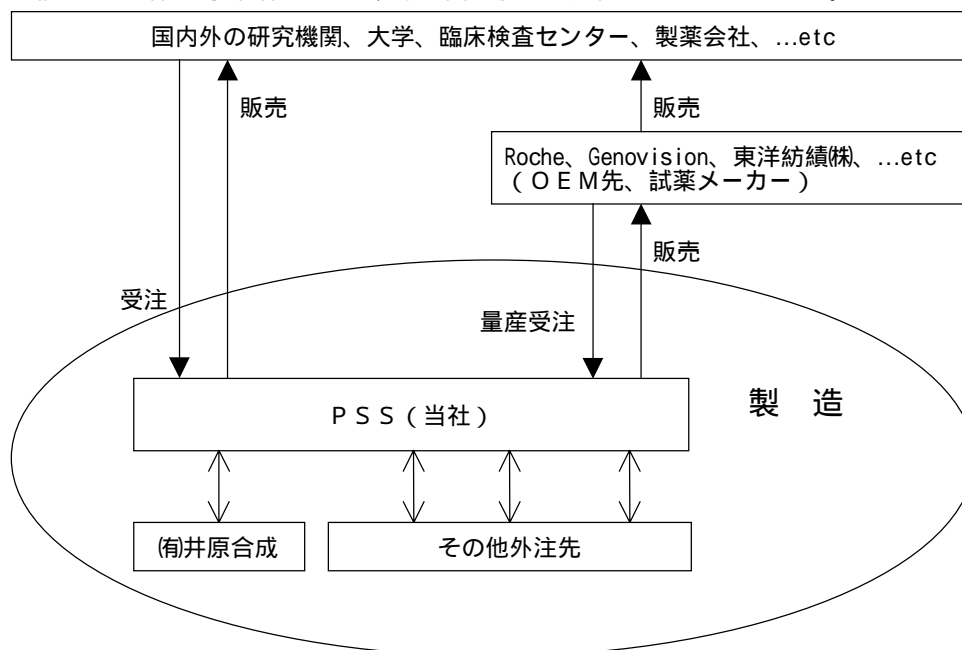 国内外の研究機関、大学、臨床検査センター、製薬会社、…etc
販売
販売
Roche、Genovision、東洋紡績㈱、…etc
（ＯＥＭ先、試薬メーカー）
販売
受注
量産受注
ＰＳＳ（当社）
製　造
㈲井原合成
その他外注先